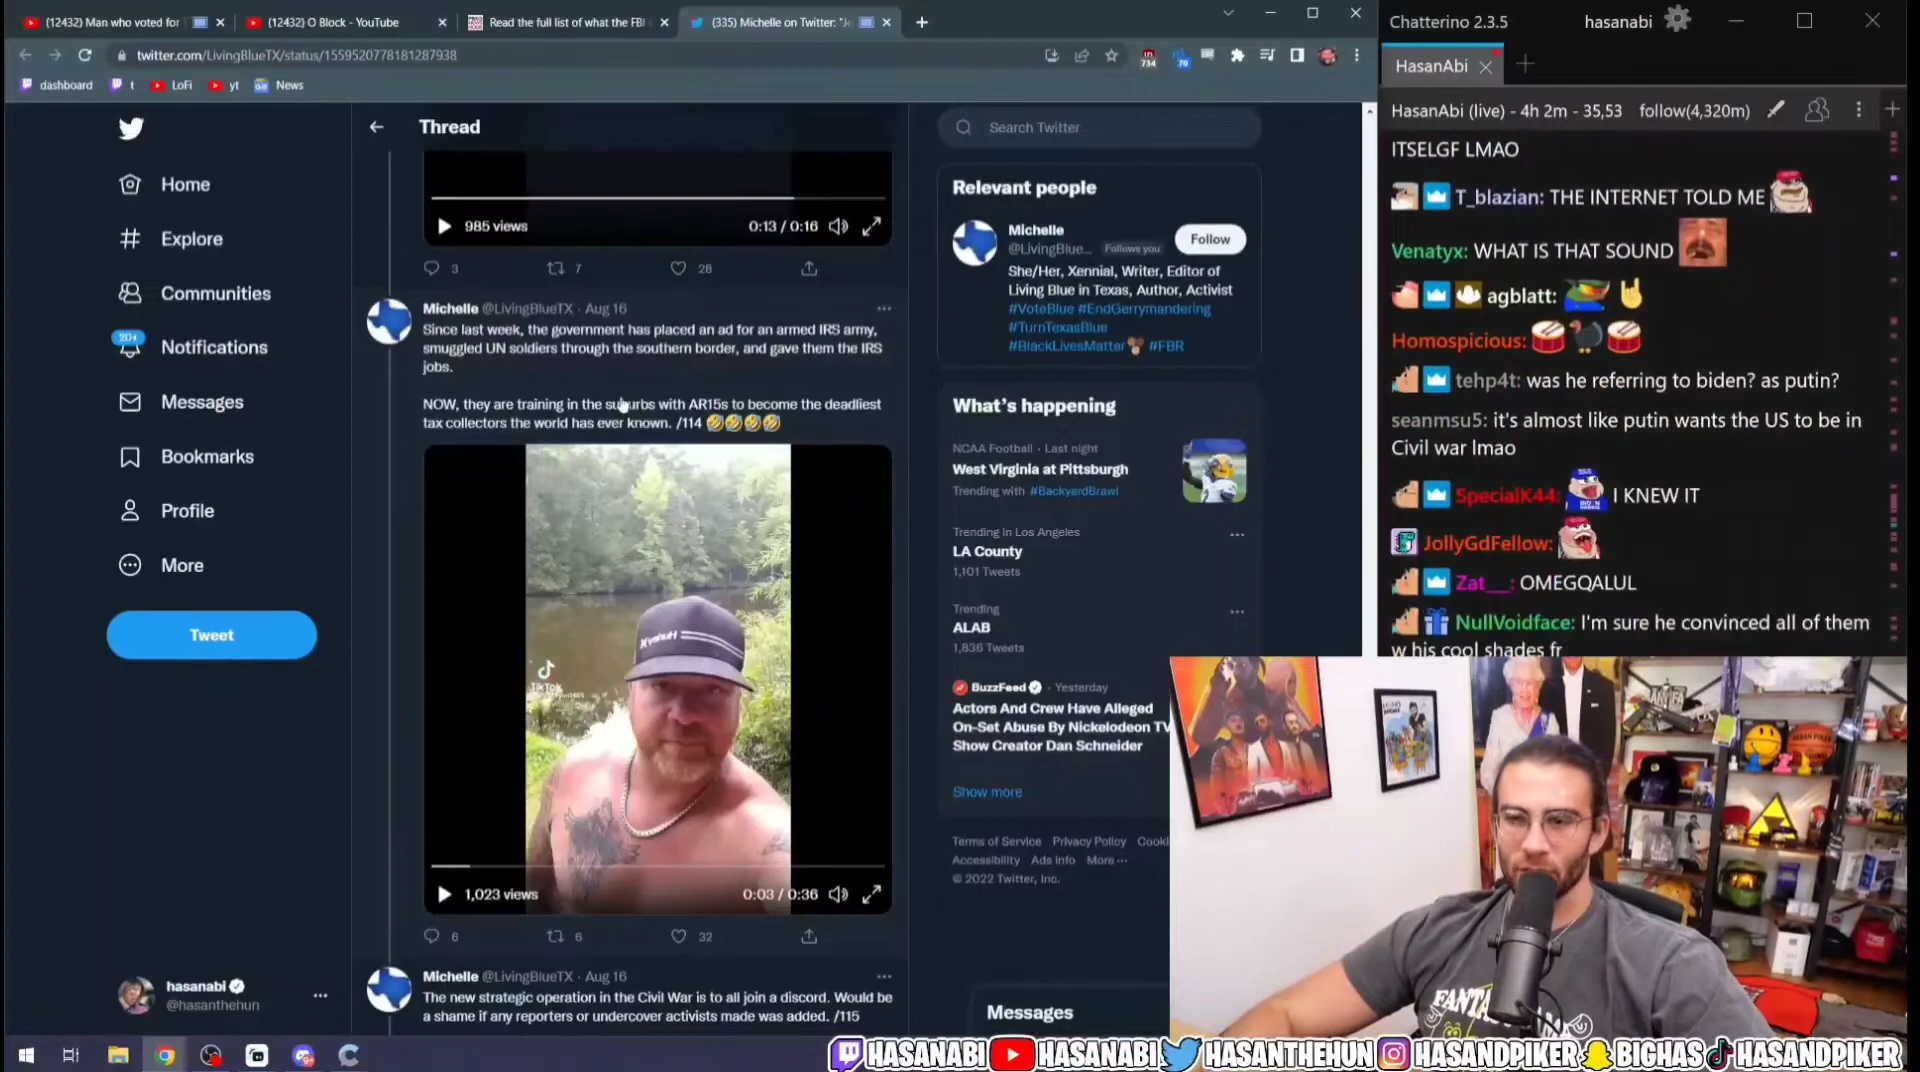 (12432) Man who voted for
(12432) O Block - YouTube
Read the full list of what the FBI
(335) Michelle on Twitter: "Je
twitter.com/LivingBlueTX/status/1559520778181287938
734
70
dashboard
t
LoFi
yt
News
Home
Explore
Communities
20+
Notifications
Messages
Bookmarks
Profile
More
Tweet
hasanabi
@hasanthehun
Thread
985 views
0:13 / 0:16
3
7
28
Michelle @LivingBlueTX · Aug 16
Since last week, the government has placed an ad for an armed IRS army,
smuggled UN soldiers through the southern border, and gave them the IRS
jobs.
NOW, they are training in the suburbs with AR15s to become the deadliest
tax collectors the world has ever known. /114 🤣🤣🤣🤣
TikTok
1,023 views
0:03 / 0:36
6
6
32
Michelle @LivingBlueTX · Aug 16
The new strategic operation in the Civil War is to all join a discord. Would be
a shame if any reporters or undercover activists made was added. /115
Search Twitter
Relevant people
Michelle
@LivingBlue... Follows you
Follow
She/Her, Xennial, Writer, Editor of
Living Blue in Texas, Author, Activist
#VoteBlue #EndGerrymandering
#TurnTexasBlue
#BlackLivesMatter #FBR
What's happening
NCAA Football · Last night
West Virginia at Pittsburgh
Trending with #BackyardBrawl
Trending in Los Angeles
LA County
1,101 Tweets
Trending
ALAB
1,836 Tweets
BuzzFeed · Yesterday
Actors And Crew Have Alleged
On-Set Abuse By Nickelodeon TV
Show Creator Dan Schneider
Show more
Terms of Service Privacy Policy Cooki
Accessibility Ads info More ···
© 2022 Twitter, Inc.
Messages
Chatterino 2.3.5
hasanabi
HasanAbi
HasanAbi (live) - 4h 2m - 35,53 follow(4,320m)
ITSELGF LMAO
T_blazian: THE INTERNET TOLD ME
Venatyx: WHAT IS THAT SOUND
agblatt:
Homospicious:
tehp4t: was he referring to biden? as putin?
seanmsu5: it's almost like putin wants the US to be in
Civil war lmao
SpecialK44: I KNEW IT
JollyGdFellow:
Zat___: OMEGQALUL
NullVoidface: I'm sure he convinced all of them
w his cool shades fr
HASANABI HASANABI HASANTHEHUN HASANDPIKER BIGHAS HASANDPIKER